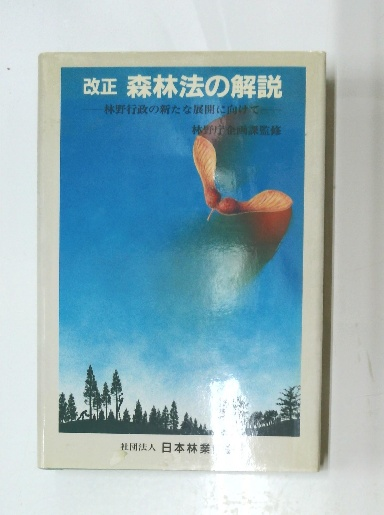 改正 森林法の解説
―林野行政の新たな展開に向けて―
林野庁企画課監修
社団法人 日本林業